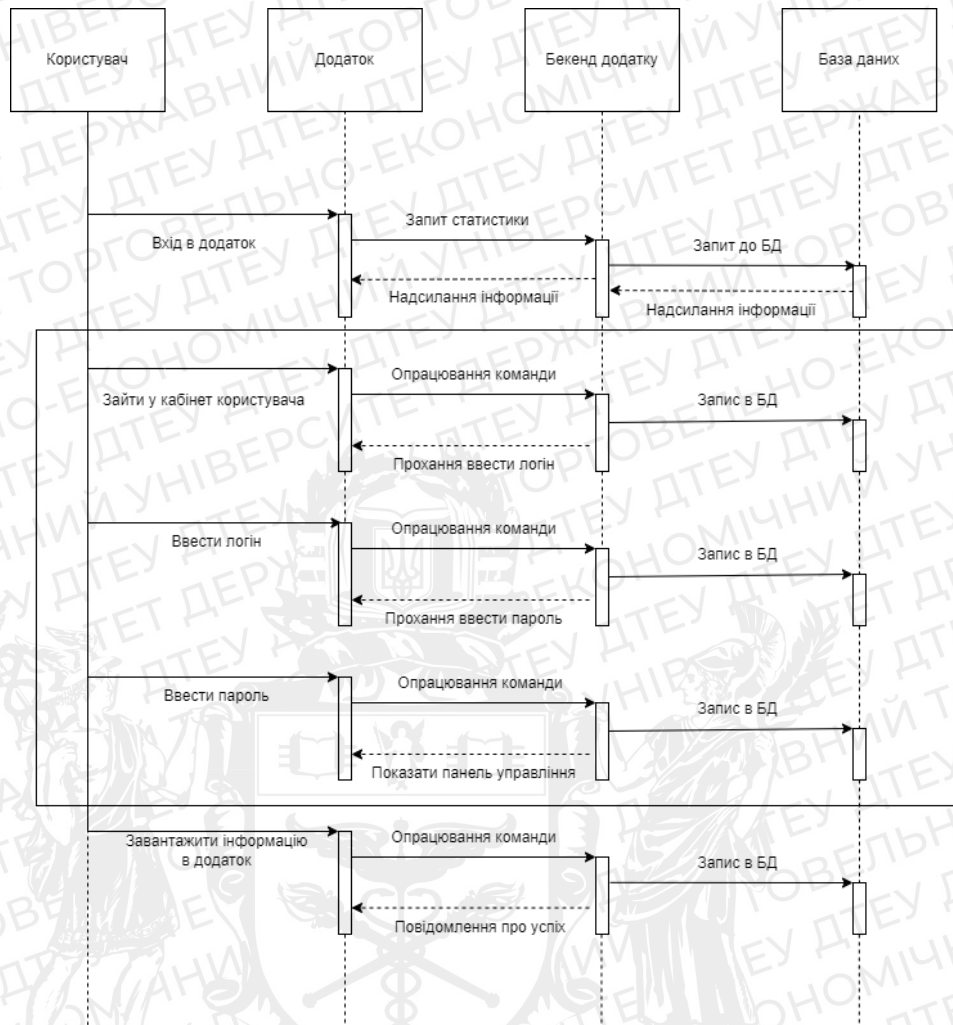 Користувач
Додаток
Бекенд додатку
База даних
Вхід в додаток
Запит статистики
Запит до БД
Надсилання інформації
Надсилання інформації
Зайти у кабінет користувача
Опрацювання команди
Запис в БД
Прохання ввести логін
Ввести логін
Опрацювання команди
Запис в БД
Прохання ввести пароль
Ввести пароль
Опрацювання команди
Запис в БД
Показати панель управління
Завантажити інформацію
в додаток
Опрацювання команди
Запис в БД
Повідомлення про успіх